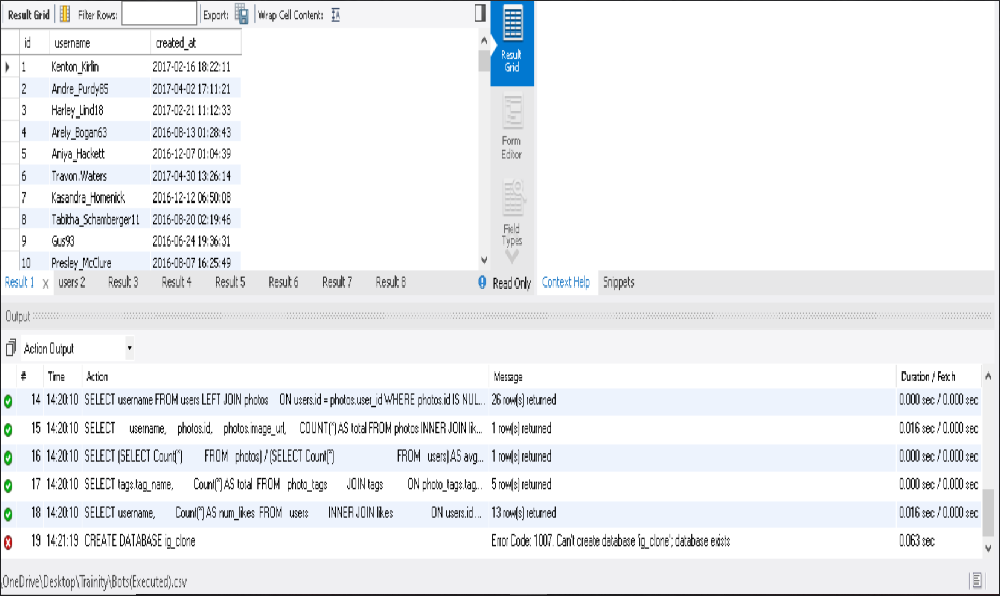 Result Grid Filter Rows: Export: Wrap Cell Content:
id username created_at
1 Kenton_Kirlin 2017-02-16 18:22:11
2 Andre_Purdy85 2017-04-02 17:11:21
3 Harley_Lind18 2017-02-21 11:12:33
4 Arely_Bogan63 2016-08-13 01:28:43
5 Aniya_Hackett 2016-12-07 01:04:39
6 Travon.Waters 2017-04-30 13:26:14
7 Kasandra_Homenick 2016-12-12 06:50:08
8 Tabitha_Schamberger11 2016-08-20 02:19:46
9 Gus93 2016-06-24 19:36:31
10 Presley_McClure 2016-08-07 16:25:49
Result
Grid
Form
Editor
Field
Types
Result 1 x users 2 Result 3 Result 4 Result 5 Result 6 Result 7 Result 8 Read Only Context Help Snippets
Output
Action Output
# Time Action Message Duration / Fetch
14 14:20:10 SELECT username FROM users LEFT JOIN photos ON users.id = photos.user_id WHERE photos.id IS NUL... 26 row(s) returned 0.000 sec / 0.000 sec
15 14:20:10 SELECT username, photos.id, photos.image_url, COUNT(*) AS total FROM photos INNER JOIN lik... 1 row(s) returned 0.016 sec / 0.000 sec
16 14:20:10 SELECT (SELECT Count(*) FROM photos) / (SELECT Count(*) FROM users) AS avg... 1 row(s) returned 0.000 sec / 0.000 sec
17 14:20:10 SELECT tags.tag_name, Count(*) AS total FROM photo_tags JOIN tags ON photo_tags.tag... 5 row(s) returned 0.000 sec / 0.000 sec
18 14:20:10 SELECT username, Count(*) AS num_likes FROM users INNER JOIN likes ON users.id ... 13 row(s) returned 0.016 sec / 0.000 sec
19 14:21:19 CREATE DATABASE ig_clone Error Code: 1007. Can't create database 'ig_clone'; database exists 0.063 sec
\OneDrive\Desktop\Trainity\Bots(Executed).csv